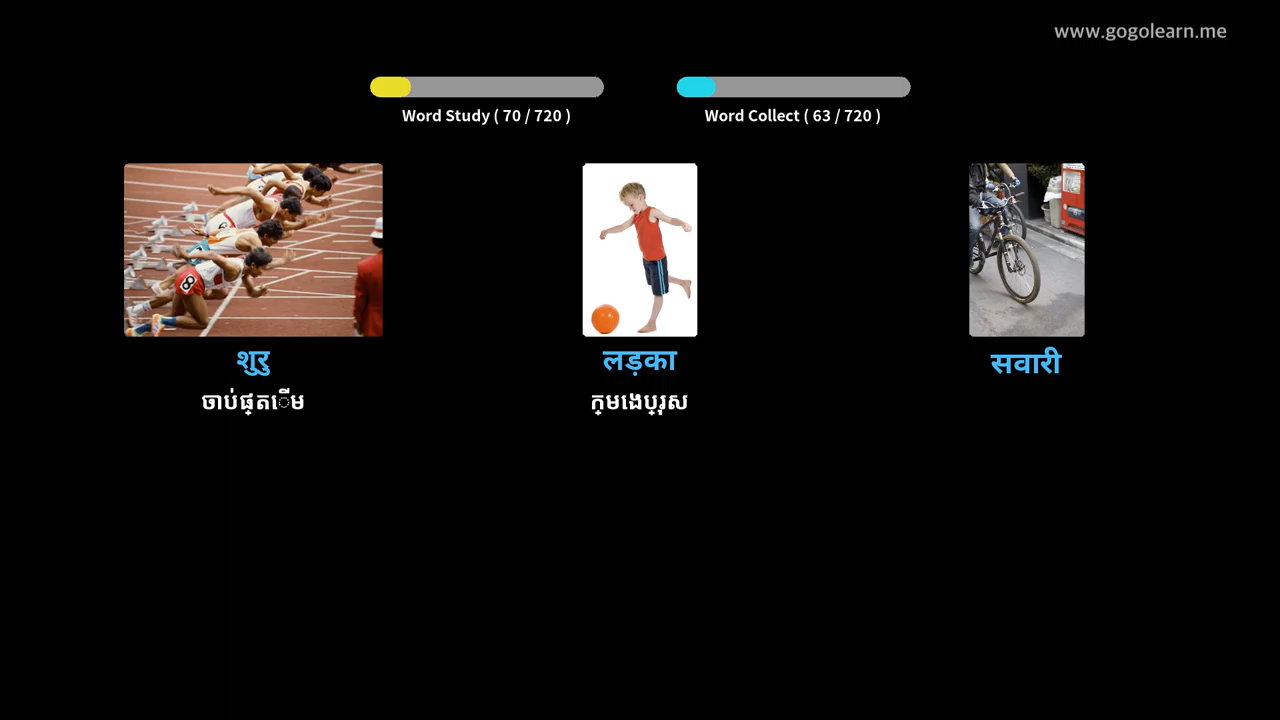 www.gogolearn.me
Word Study ( 70 / 720 )
Word Collect ( 63 / 720 )
शुरु
लड़का
सवारी
ចាប់ផ្តើម
ក្មេងប្រុស
8